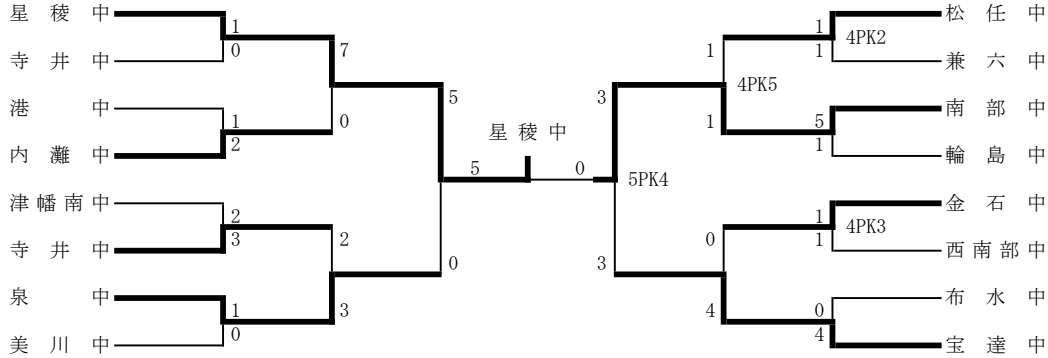 星 稜 中
1
0
寺 井 中
7
港 中
1
2
0
内 灘 中
5
津 幡 南 中
2
3
寺 井 中
2
泉 中
1
0
3
美 川 中
0
星 稜 中
5 0
松 任 中
1
1
4PK2
兼 六 中
1
4PK5
南 部 中
5
1
1
輪 島 中
3
5PK4
金 石 中
1
1
4PK3
西 南 部 中
0
布 水 中
0
4
4
宝 達 中
3